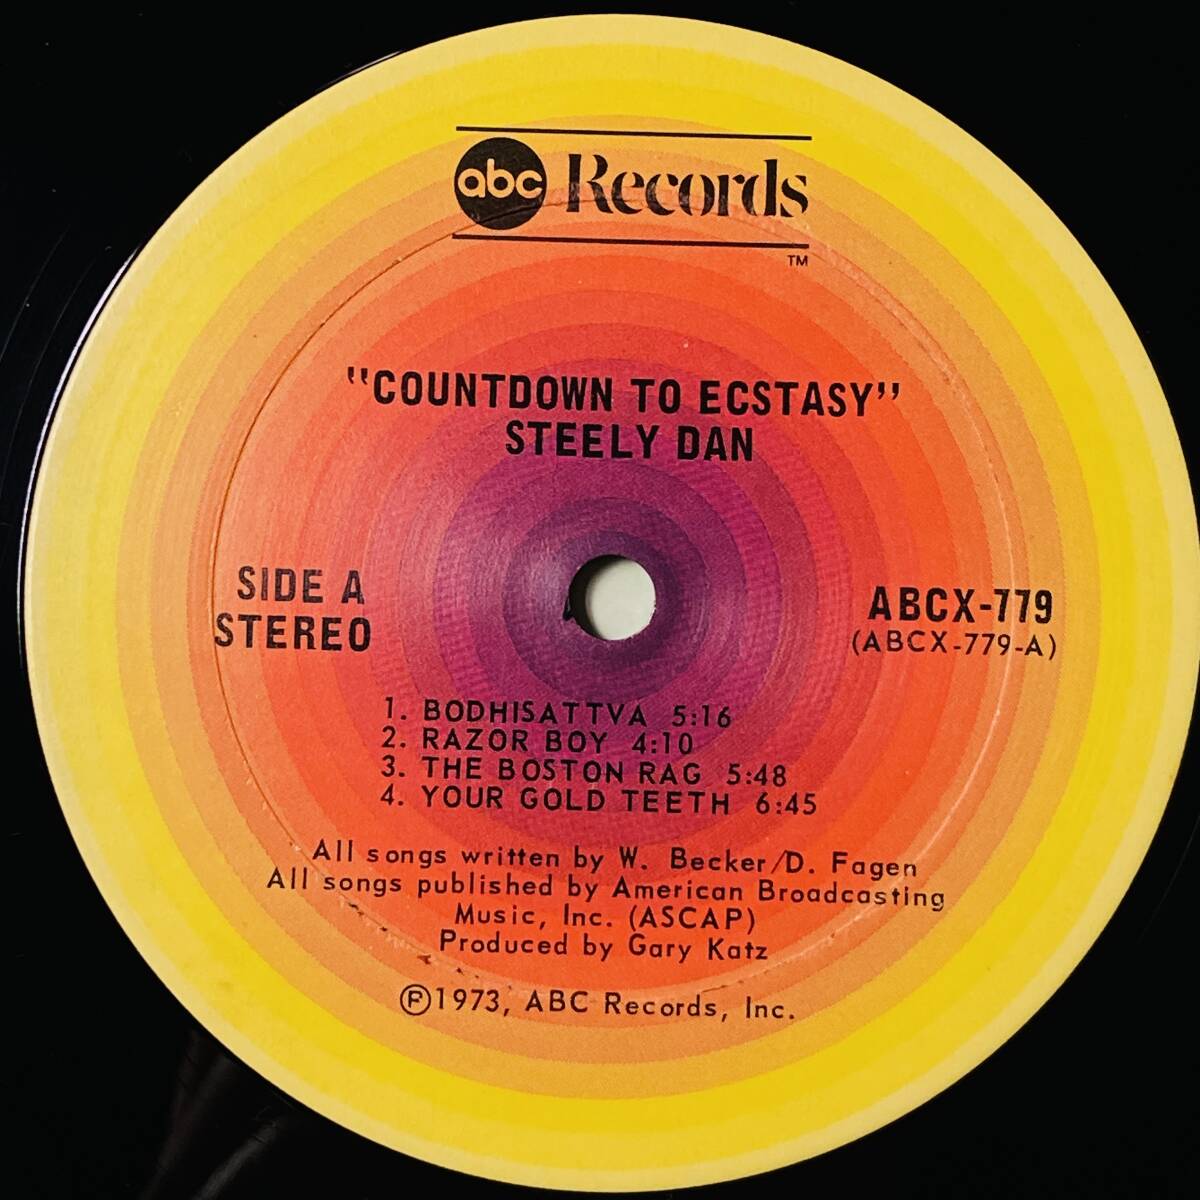 abc Records
TM
"COUNTDOWN TO ECSTASY"
STEELY DAN
SIDE A
STEREO
ABCX-779
(ABCX-779-A)
1. BODHISATTVA 5:16
2. RAZOR BOY 4:10
3. THE BOSTON RAG 5:48
4. YOUR GOLD TEETH 6:45
All songs written by W. Becker/D. Fagen
All songs published by American Broadcasting
Music, Inc. (ASCAP)
Produced by Gary Katz
Ⓟ1973, ABC Records, Inc.